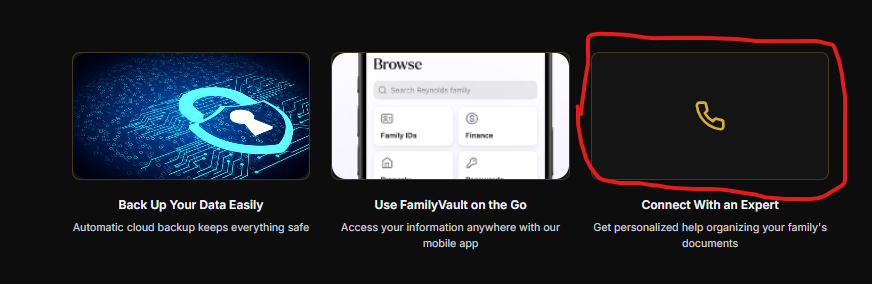 Browse
Search Reynolds family
Family IDs
Finance
Back Up Your Data Easily
Automatic cloud backup keeps everything safe
Use FamilyVault on the Go
Access your information anywhere with our
mobile app
Connect With an Expert
Get personalized help organizing your family's
documents